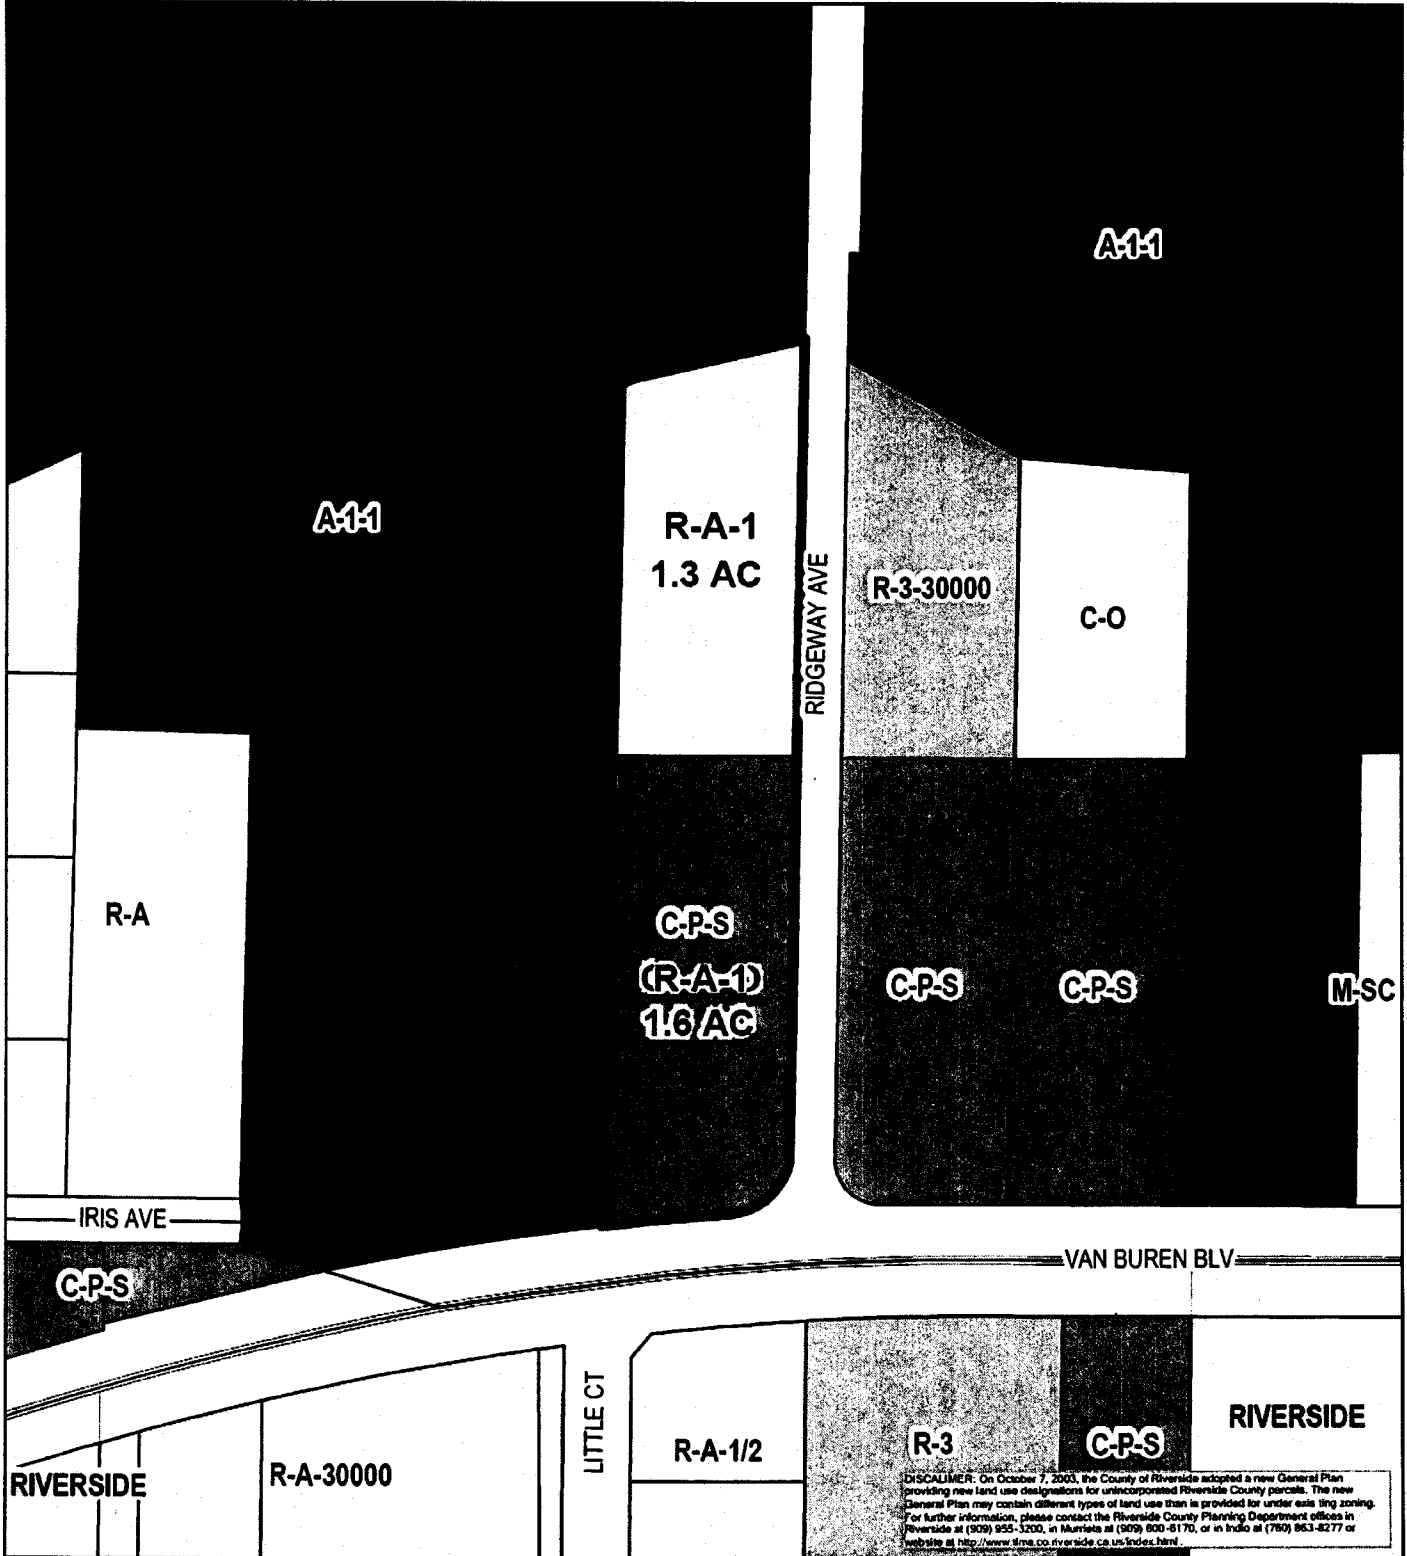 A-1-1
A-1-1
R-A-1
1.3 AC
RIDGEWAY AVE
R-3-30000
C-O
R-A
C-P-S
(R-A-1)
1.6 AC
C-P-S
C-P-S
M-SC
IRIS AVE
C-P-S
VAN BUREN BLV
LITTLE CT
R-A-1/2
R-3
C-P-S
RIVERSIDE
RIVERSIDE
R-A-30000
DISCALIMER: On October 7, 2003, the County of Riverside adopted a new General Plan
providing new land use designations for unincorporated Riverside County parcels. The new
General Plan may contain different types of land use than is provided for under exis ting zoning.
For further information, please contact the Riverside County Planning Department offices in
Riverside at (909) 955-3200, in Murrieta at (909) 600-6170, or in Indio at (760) 863-8277 or
website at http://www.tlma.co.riverside.ca.us/index.html.